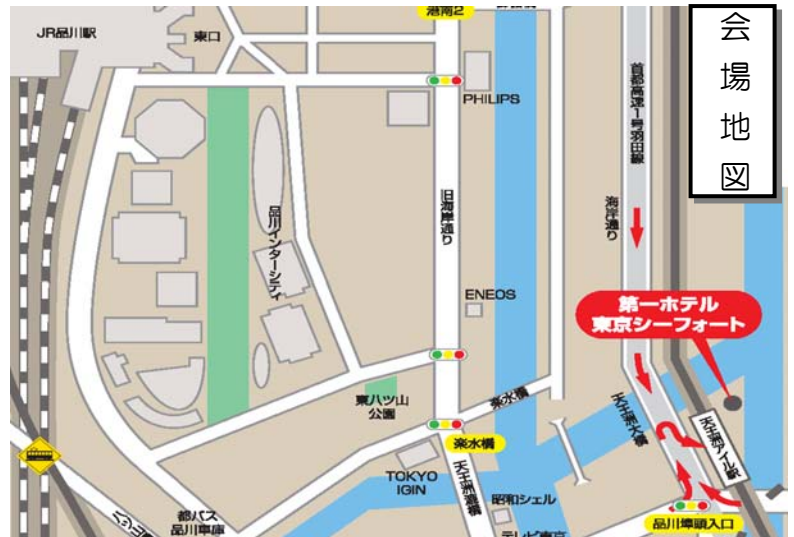 会場地図
JR品川駅
東口
港南2
PHILIPS
首都高速1号羽田線
旧海岸通り
海岸通り
品川インターシティ
ENEOS
第一ホテル
東京シーフォート
東八ツ山
公園
楽水橋
天王洲大橋
天王洲アイル駅
楽水橋
TOKYO
IGIN
昭和シェル
都バス
品川車庫
テレビ東京
品川埠頭入口